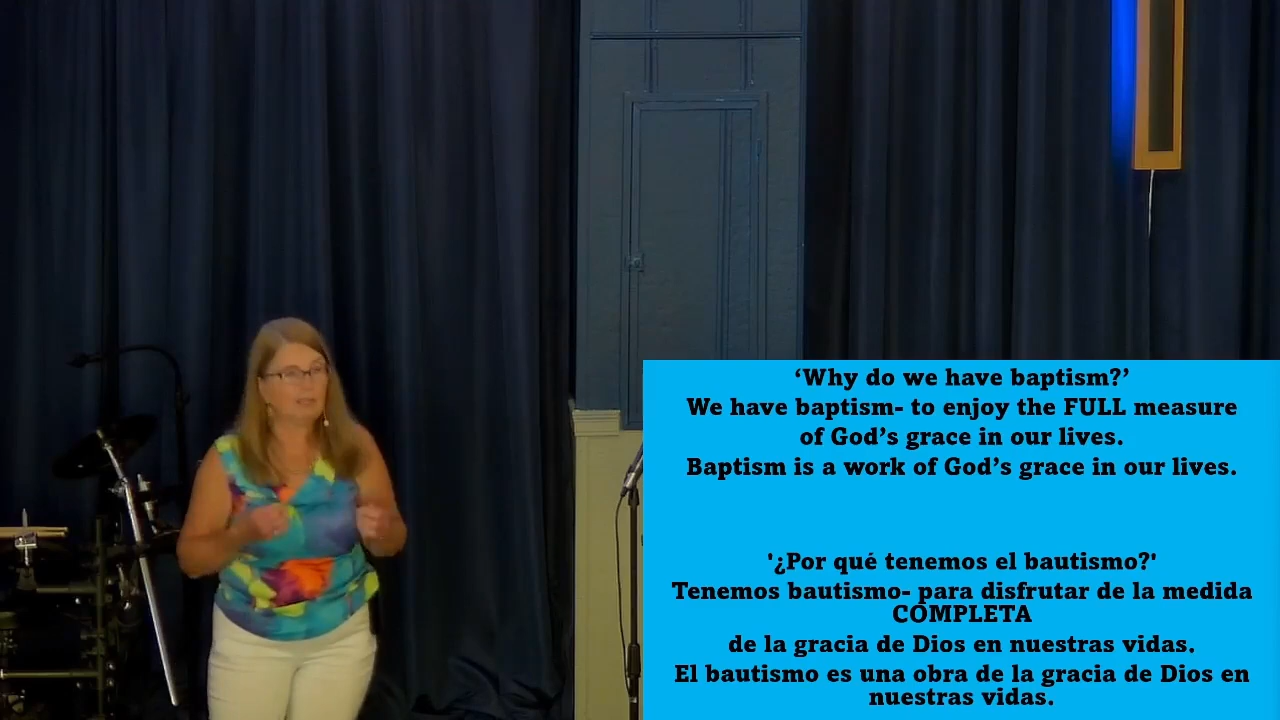 ‘Why do we have baptism?’
We have baptism- to enjoy the FULL measure
of God’s grace in our lives.
Baptism is a work of God’s grace in our lives.
'¿Por qué tenemos el bautismo?'
Tenemos bautismo- para disfrutar de la medida
COMPLETA
de la gracia de Dios en nuestras vidas.
El bautismo es una obra de la gracia de Dios en
nuestras vidas.